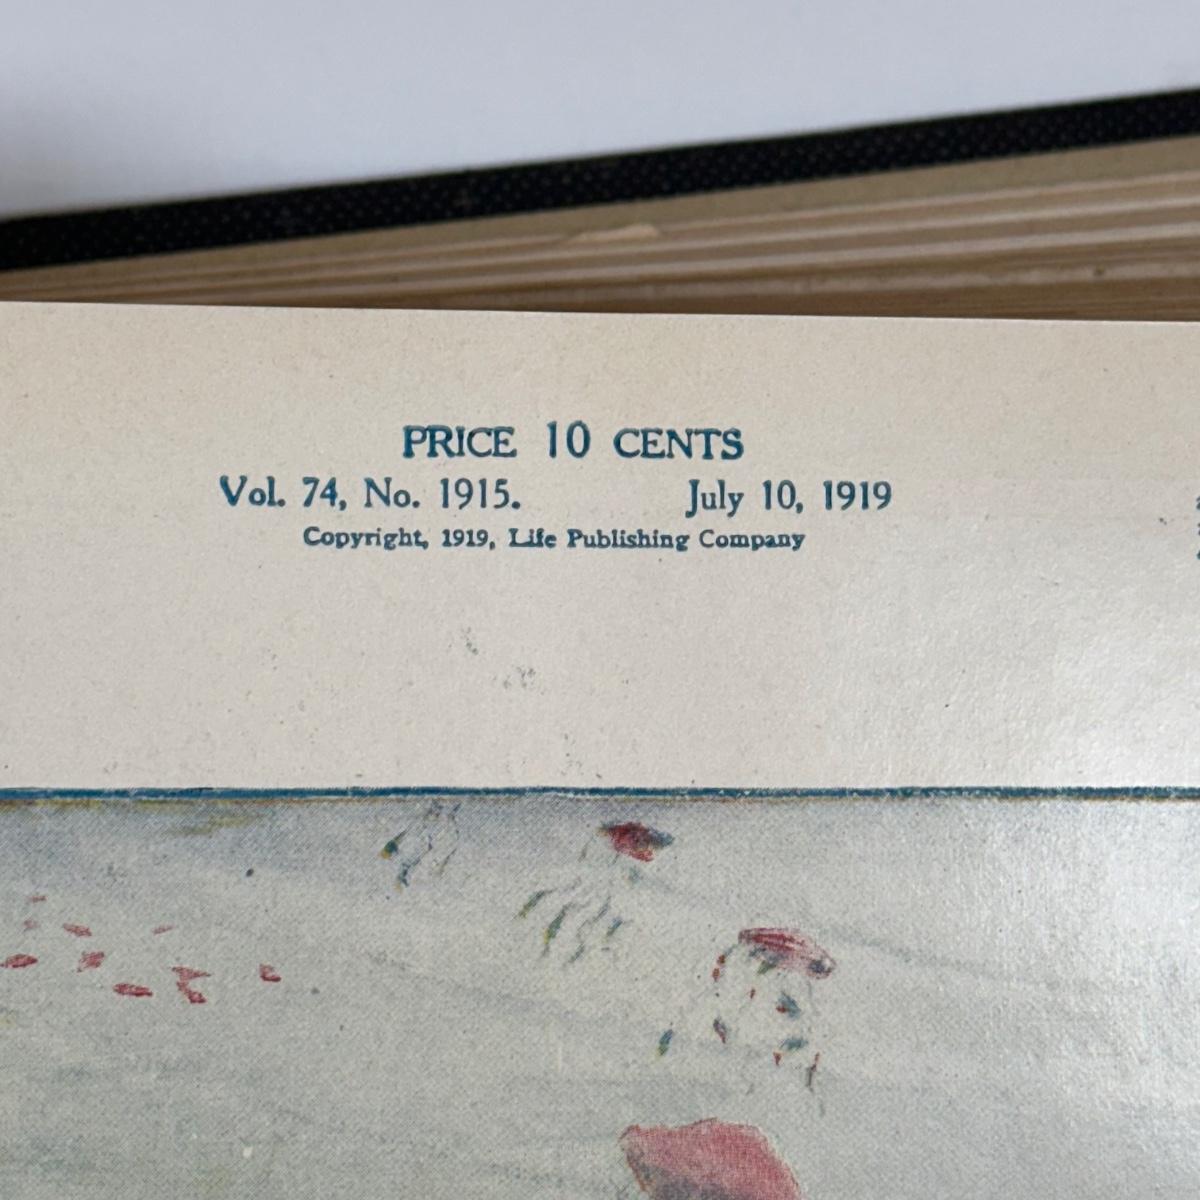 PRICE 10 CENTS
Vol. 74, No. 1915. July 10, 1919
Copyright, 1919, Life Publishing Company